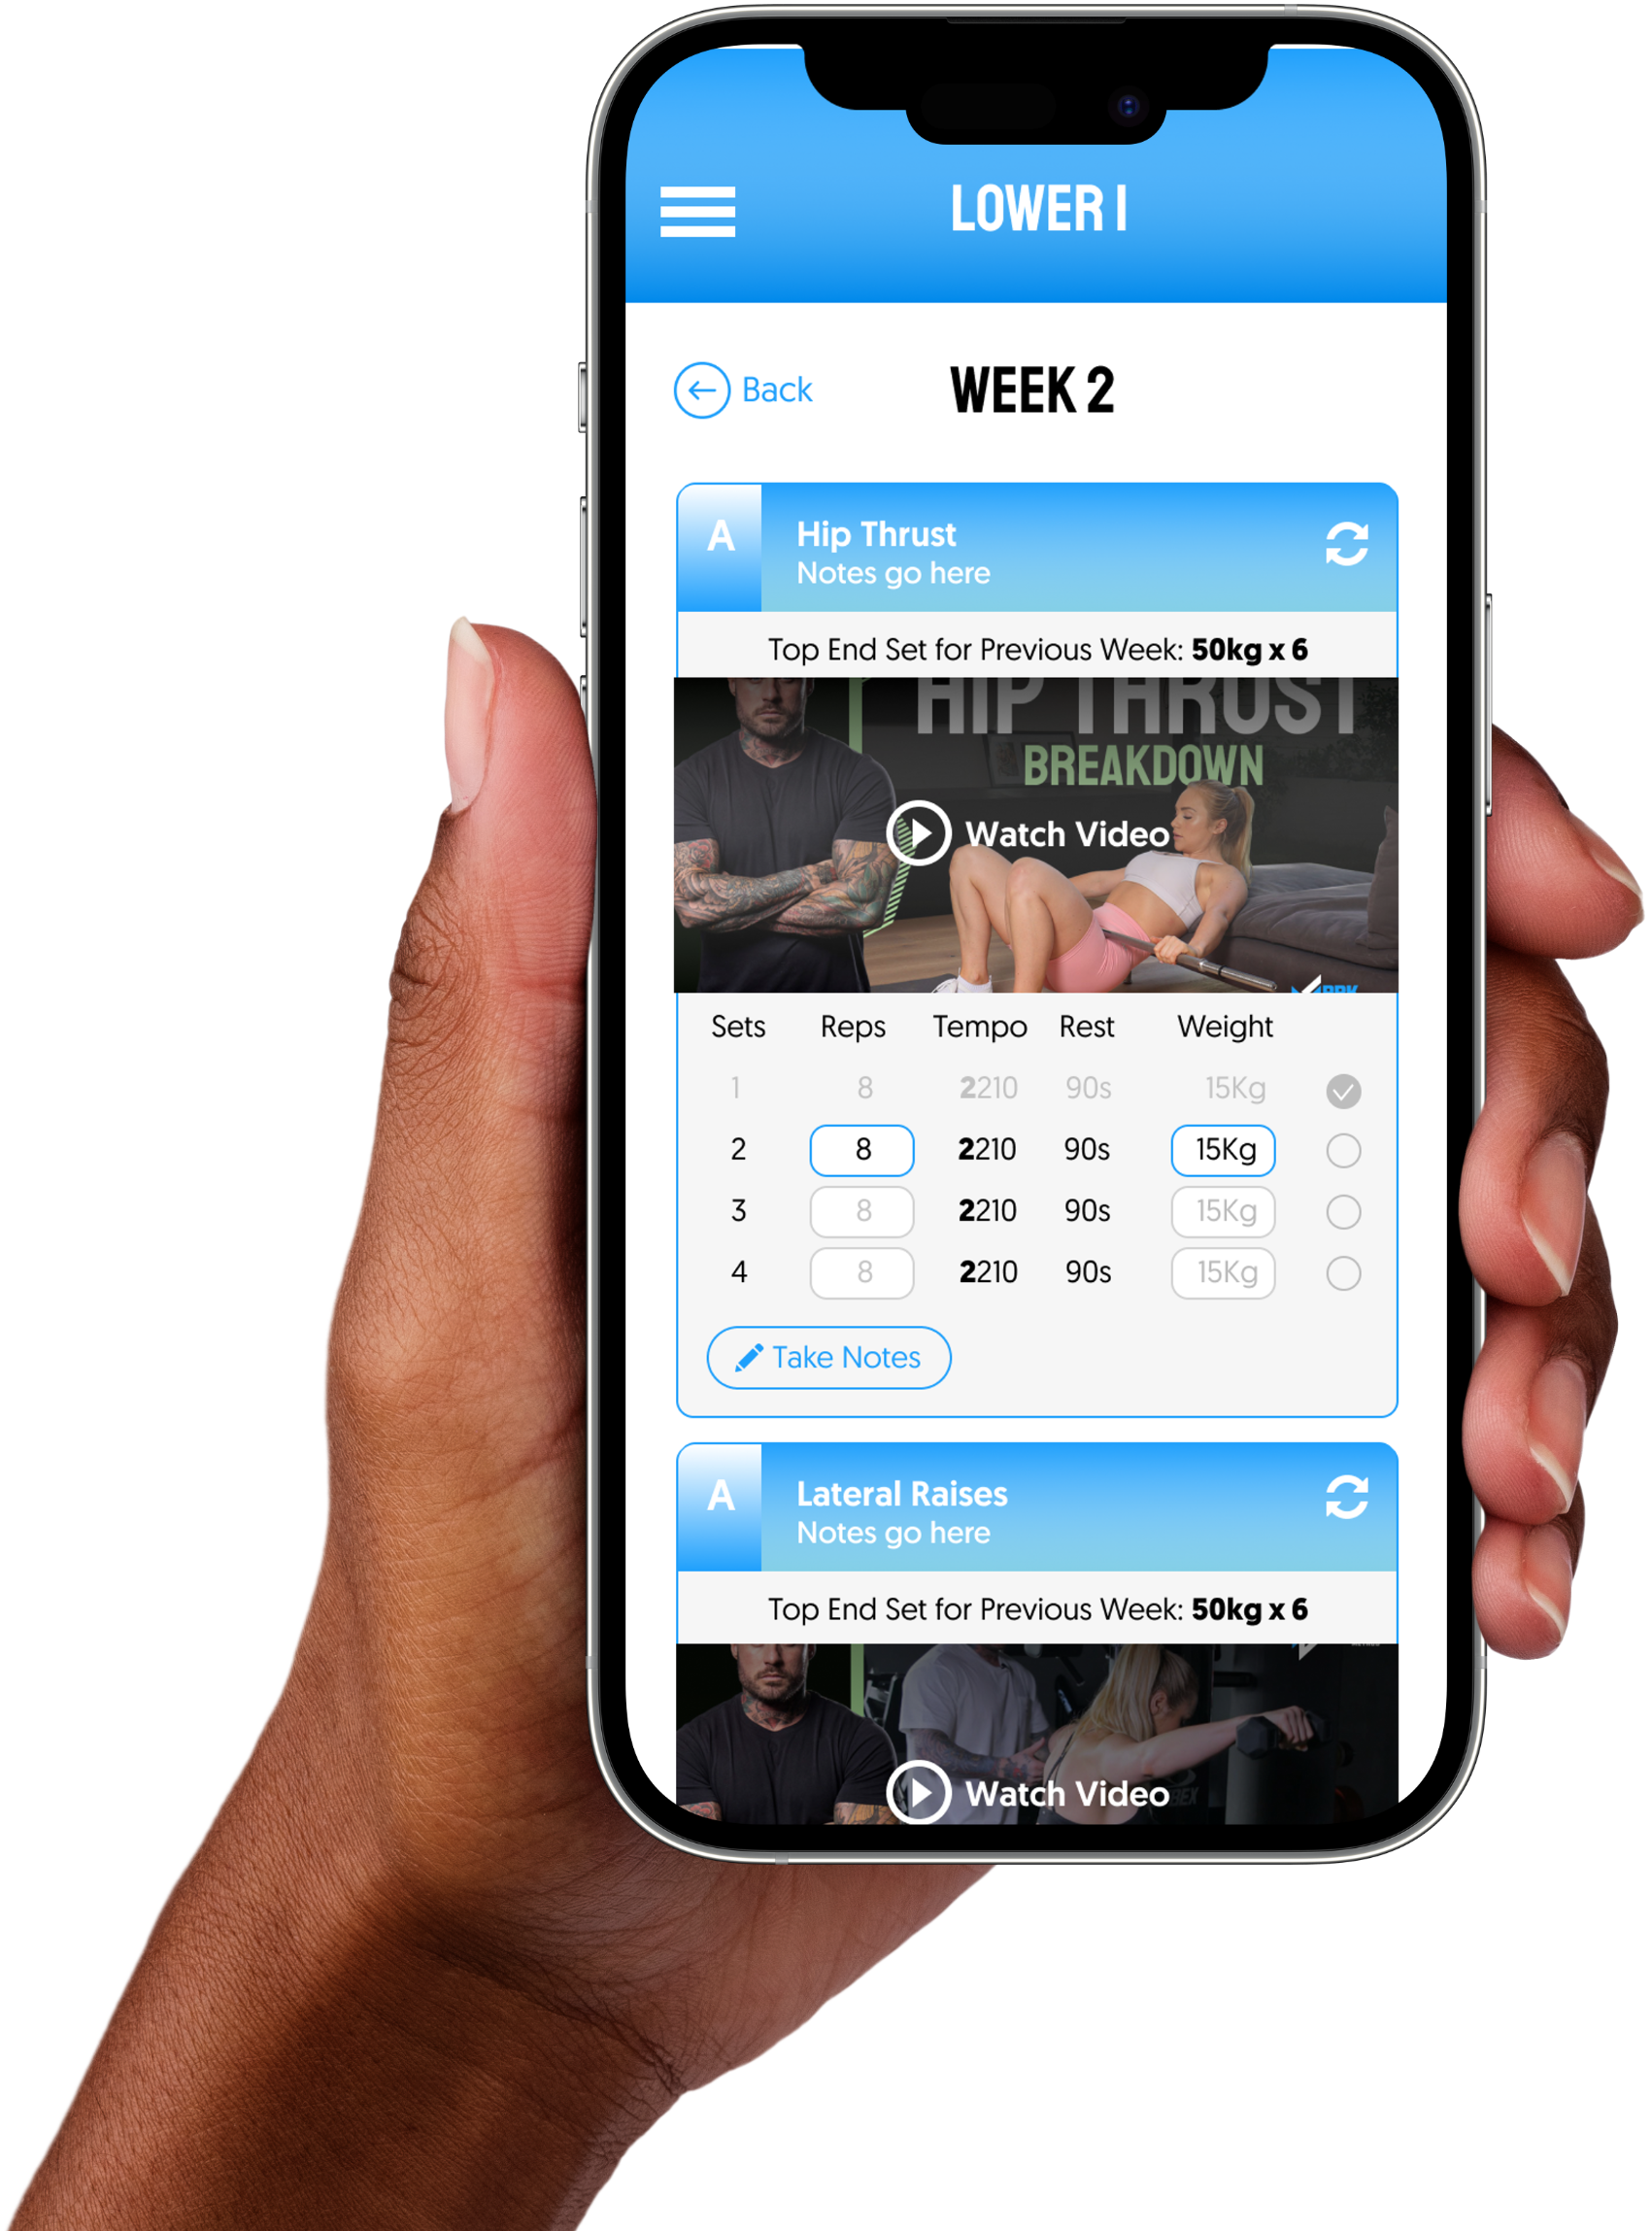 LOWER 1
Back
WEEK 2
A
Hip Thrust
Notes go here
Top End Set for Previous Week: 50kg x 6
HIP THRUST
BREAKDOWN
Watch Video
Sets Reps Tempo Rest Weight
1 8 2210 90s 15Kg
2 8 2210 90s 15Kg
3 8 2210 90s 15Kg
4 8 2210 90s 15Kg
Take Notes
A
Lateral Raises
Notes go here
Top End Set for Previous Week: 50kg x 6
Watch Video